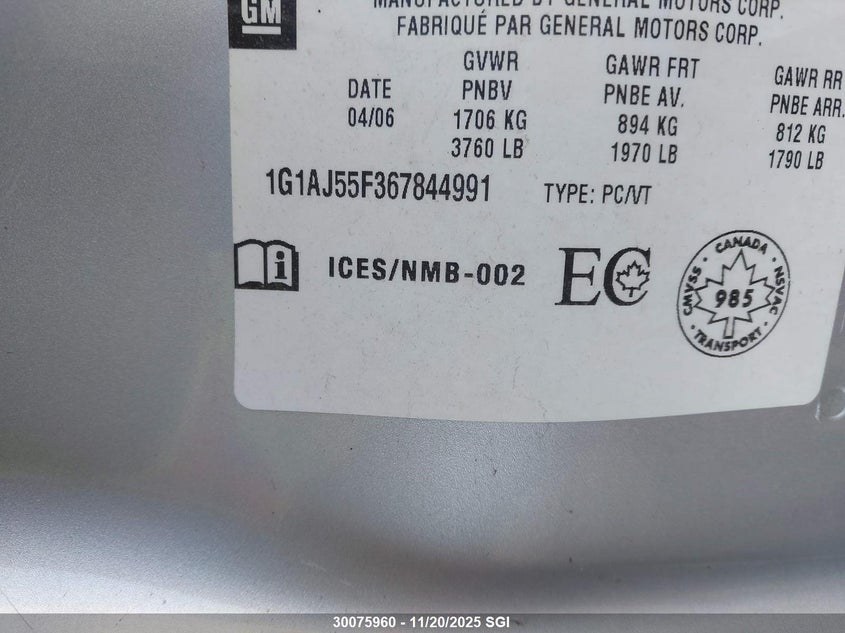 GM
MANUFACTURED BY GENERAL MOTORS CORP.
FABRIQUÉ PAR GENERAL MOTORS CORP.
GVWR GAWR FRT GAWR RR
DATE PNBV PNBE AV. PNBE ARR.
04/06 1706 KG 894 KG 812 KG
3760 LB 1970 LB 1790 LB
1G1AJ55F367844991 TYPE: PC/VT
i ICES/NMB-002 EC
CANADA
CMVSS 985 NSVAC
TRANSPORT
30075960 - 11/20/2025 SGI